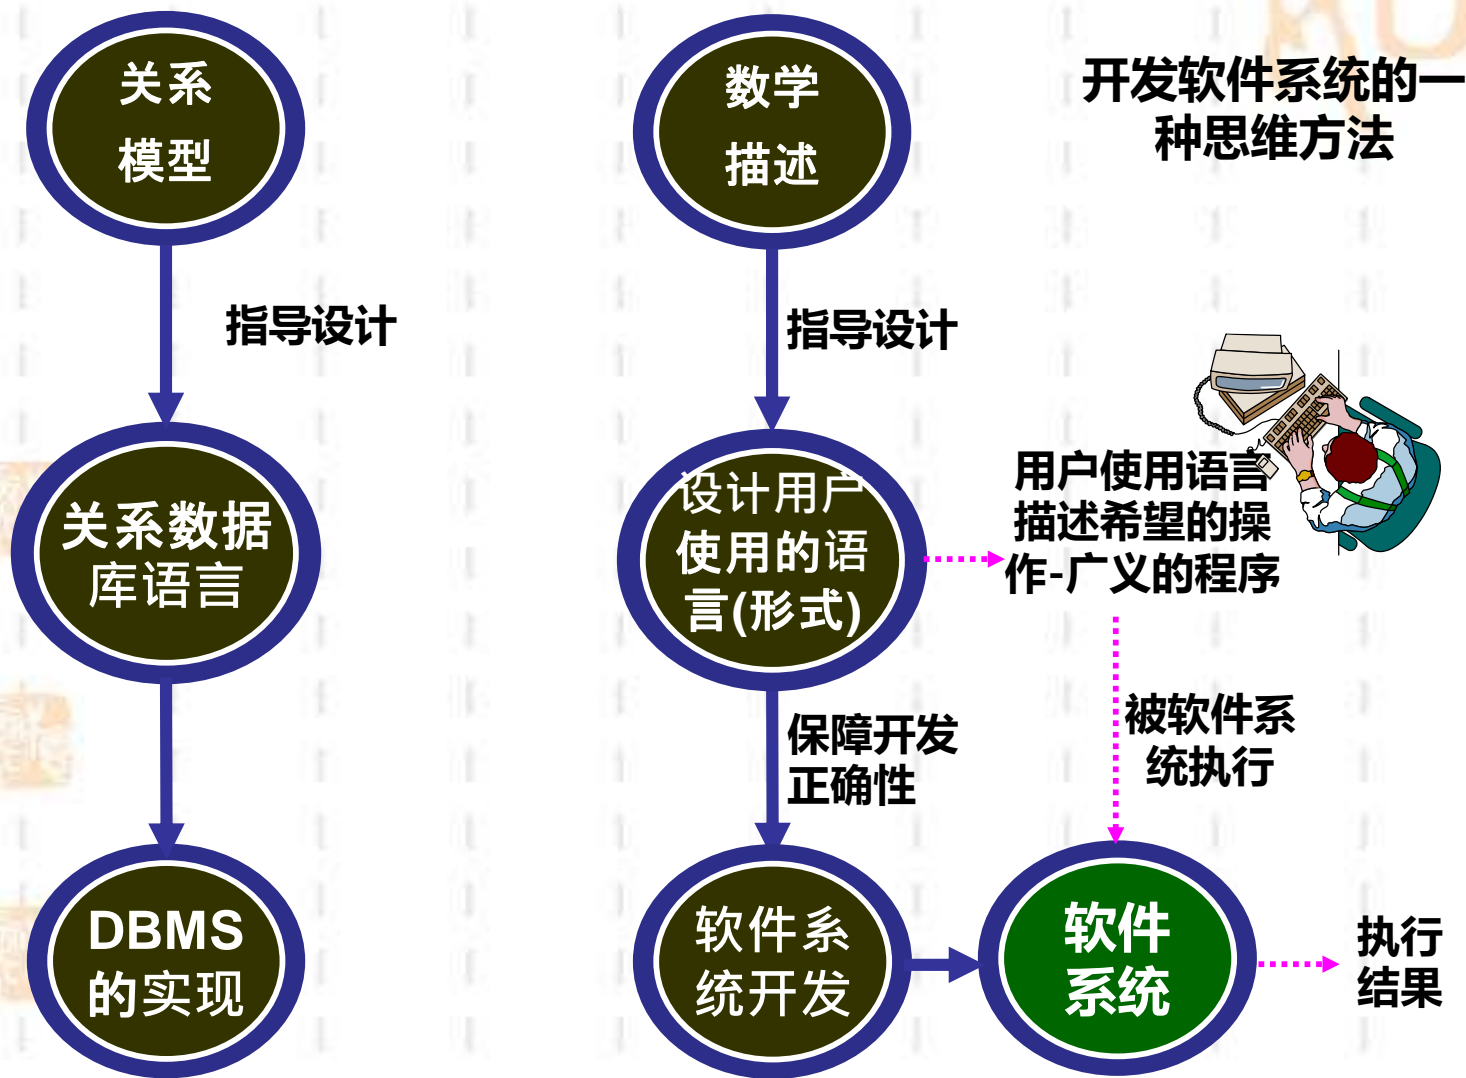 关系
模型
数学
描述
开发软件系统的一
种思维方法
指导设计
指导设计
关系数据
库语言
设计用户
使用的语
言(形式)
用户使用语言
描述希望的操
作-广义的程序
保障开发
正确性
被软件系
统执行
DBMS
的实现
软件系
统开发
软件
系统
执行
结果